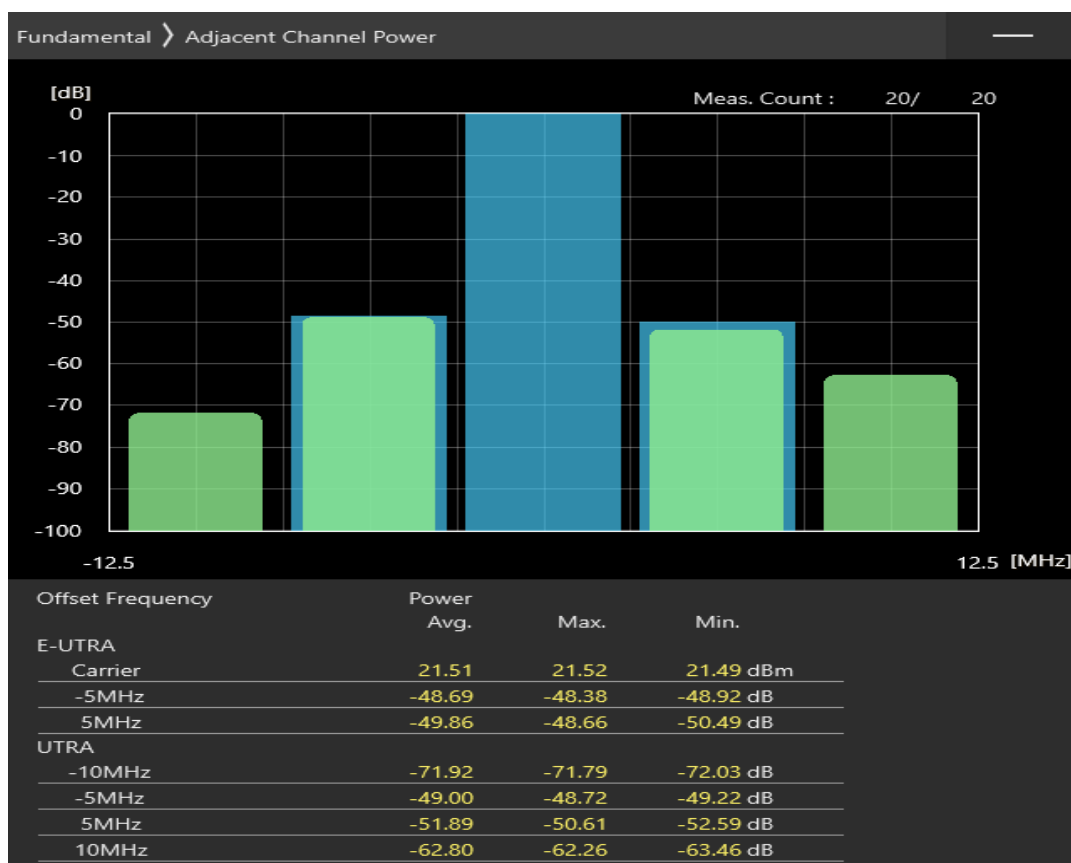 Fundamental ❯ Adjacent Channel Power
[dB]
Meas. Count : 20/ 20
0
-10
-20
-30
-40
-50
-60
-70
-80
-90
-100
-12.5 12.5 [MHz]
Offset Frequency Power
Avg. Max. Min.
E-UTRA
Carrier 21.51 21.52 21.49 dBm
-5MHz -48.69 -48.38 -48.92 dB
5MHz -49.86 -48.66 -50.49 dB
UTRA
-10MHz -71.92 -71.79 -72.03 dB
-5MHz -49.00 -48.72 -49.22 dB
5MHz -51.89 -50.61 -52.59 dB
10MHz -62.80 -62.26 -63.46 dB